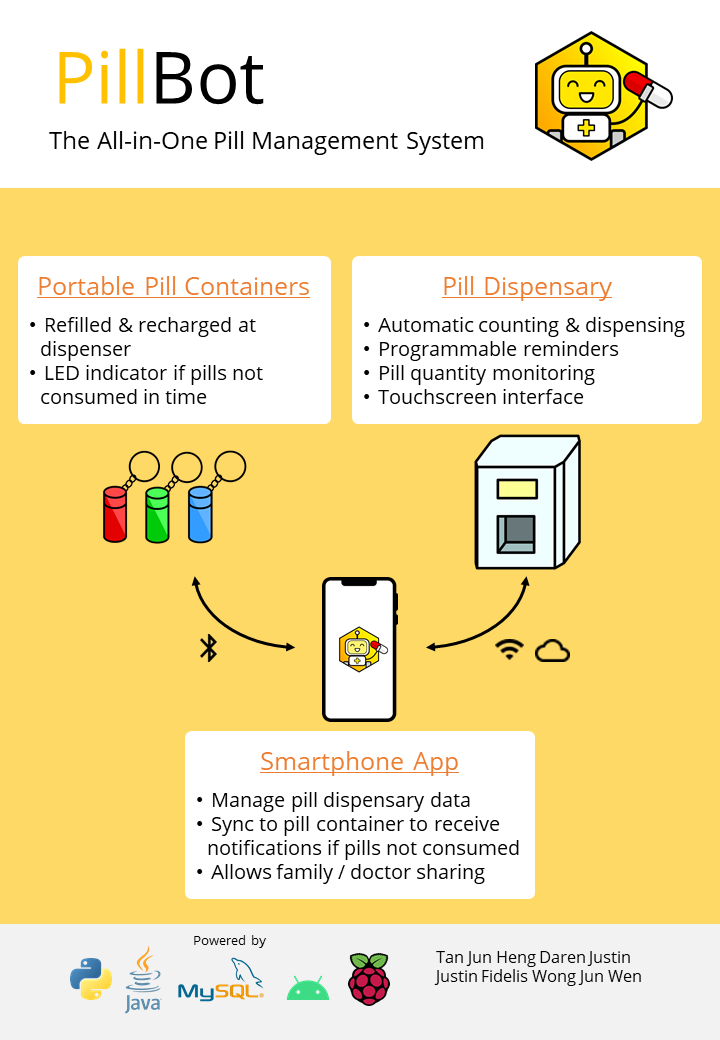 PillBot
The All-in-One Pill Management System
Portable Pill Containers
• Refilled & recharged at
dispenser
• LED indicator if pills not
consumed in time
Pill Dispensary
• Automatic counting & dispensing
• Programmable reminders
• Pill quantity monitoring
• Touchscreen interface
Smartphone App
• Manage pill dispensary data
• Sync to pill container to receive
notifications if pills not consumed
• Allows family / doctor sharing
Powered by
Java
MySQL
Tan Jun Heng Daren Justin
Justin Fidelis Wong Jun Wen